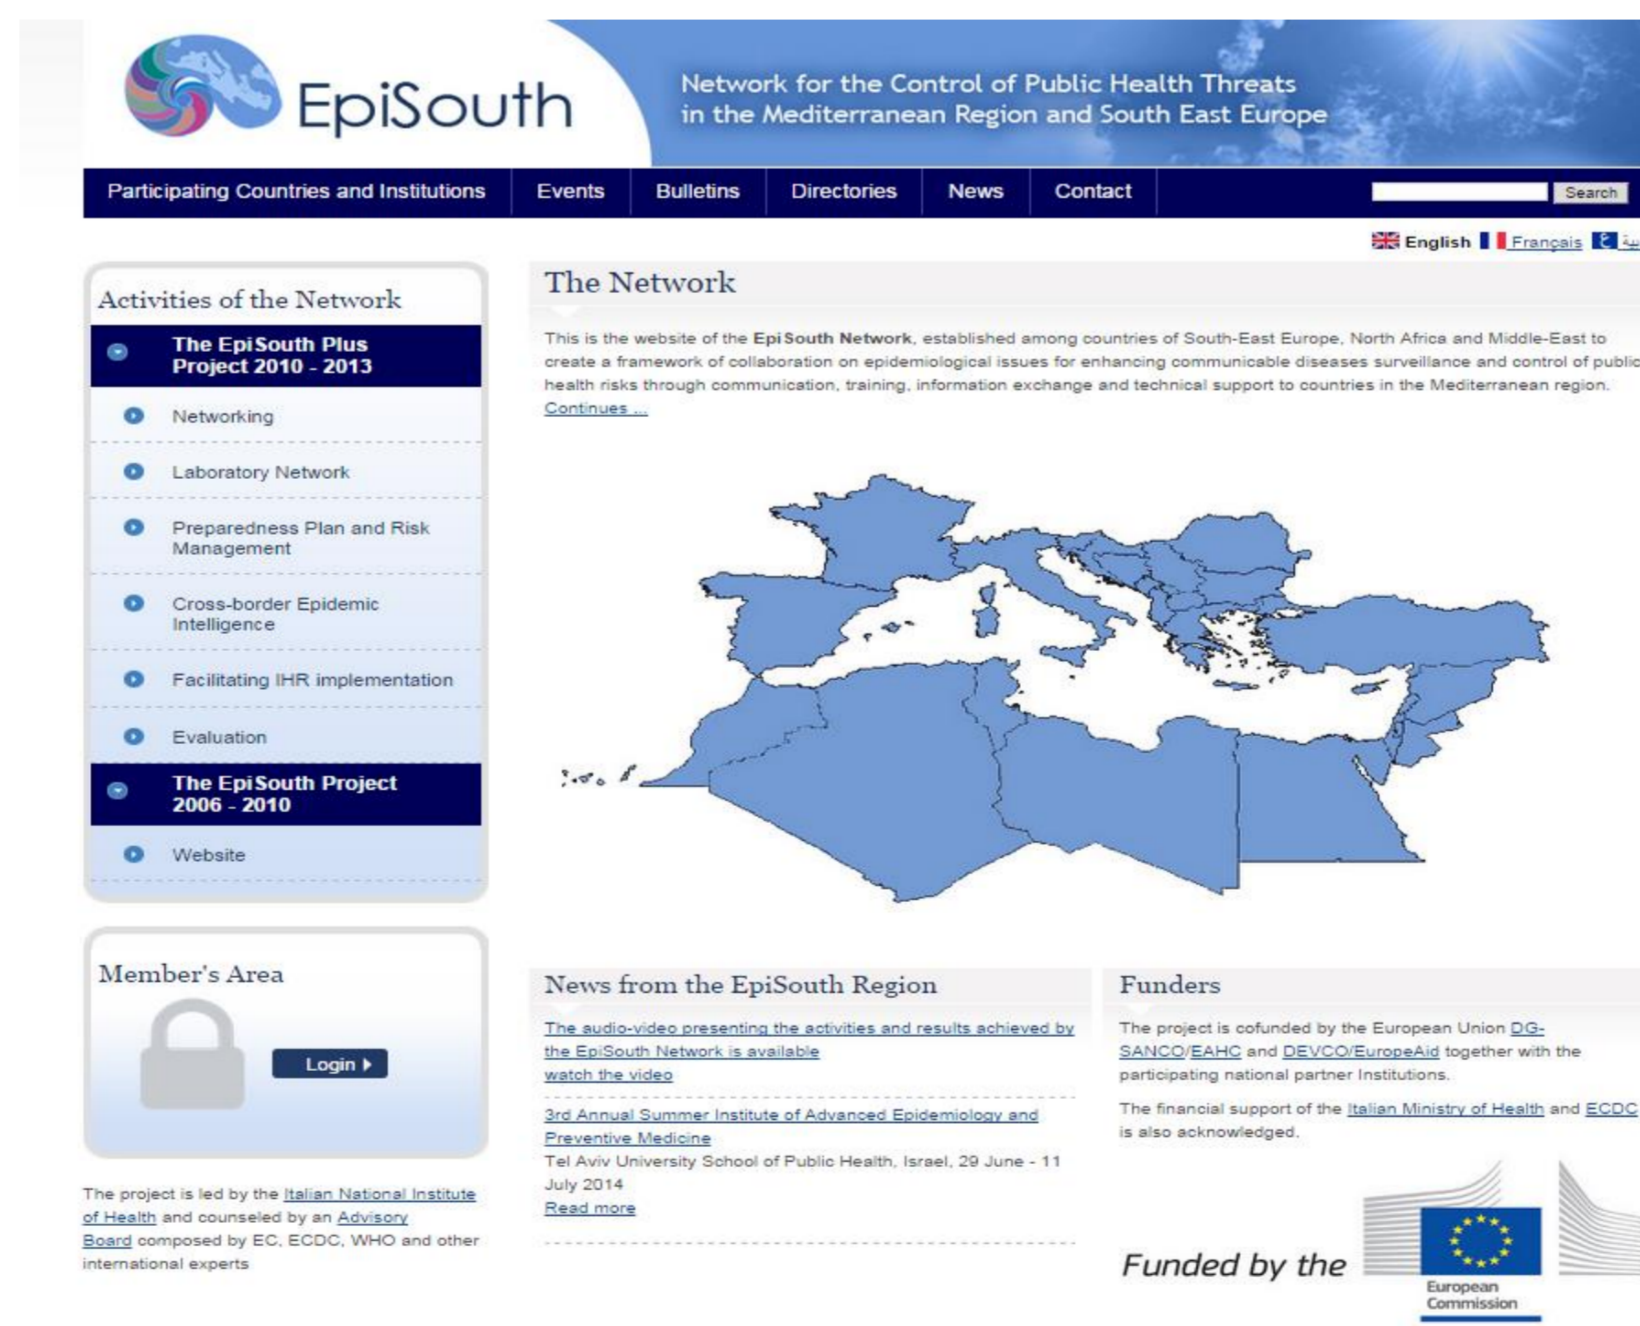 EpiSouth
Network for the Control of Public Health Threats
in the Mediterranean Region and South East Europe
Participating Countries and Institutions Events Bulletins Directories News Contact Search
English Français
Activities of the Network
The EpiSouth Plus
Project 2010 - 2013
Networking
Laboratory Network
Preparedness Plan and Risk
Management
Cross-border Epidemic
Intelligence
Facilitating IHR implementation
Evaluation
The EpiSouth Project
2006 - 2010
Website
Member's Area
Login
The project is led by the Italian National Institute
of Health and counseled by an Advisory
Board composed by EC, ECDC, WHO and other
international experts
The Network
This is the website of the EpiSouth Network, established among countries of South-East Europe, North Africa and Middle-East to
create a framework of collaboration on epidemiological issues for enhancing communicable diseases surveillance and control of public
health risks through communication, training, information exchange and technical support to countries in the Mediterranean region.
Continues ...
News from the EpiSouth Region
The audio-video presenting the activities and results achieved by
the EpiSouth Network is available
watch the video
3rd Annual Summer Institute of Advanced Epidemiology and
Preventive Medicine
Tel Aviv University School of Public Health, Israel, 29 June - 11
July 2014
Read more
Funders
The project is cofunded by the European Union DG-
SANCO/EAHC and DEVCO/EuropeAid together with the
participating national partner Institutions.
The financial support of the Italian Ministry of Health and ECDC
is also acknowledged.
Funded by the
European
Commission